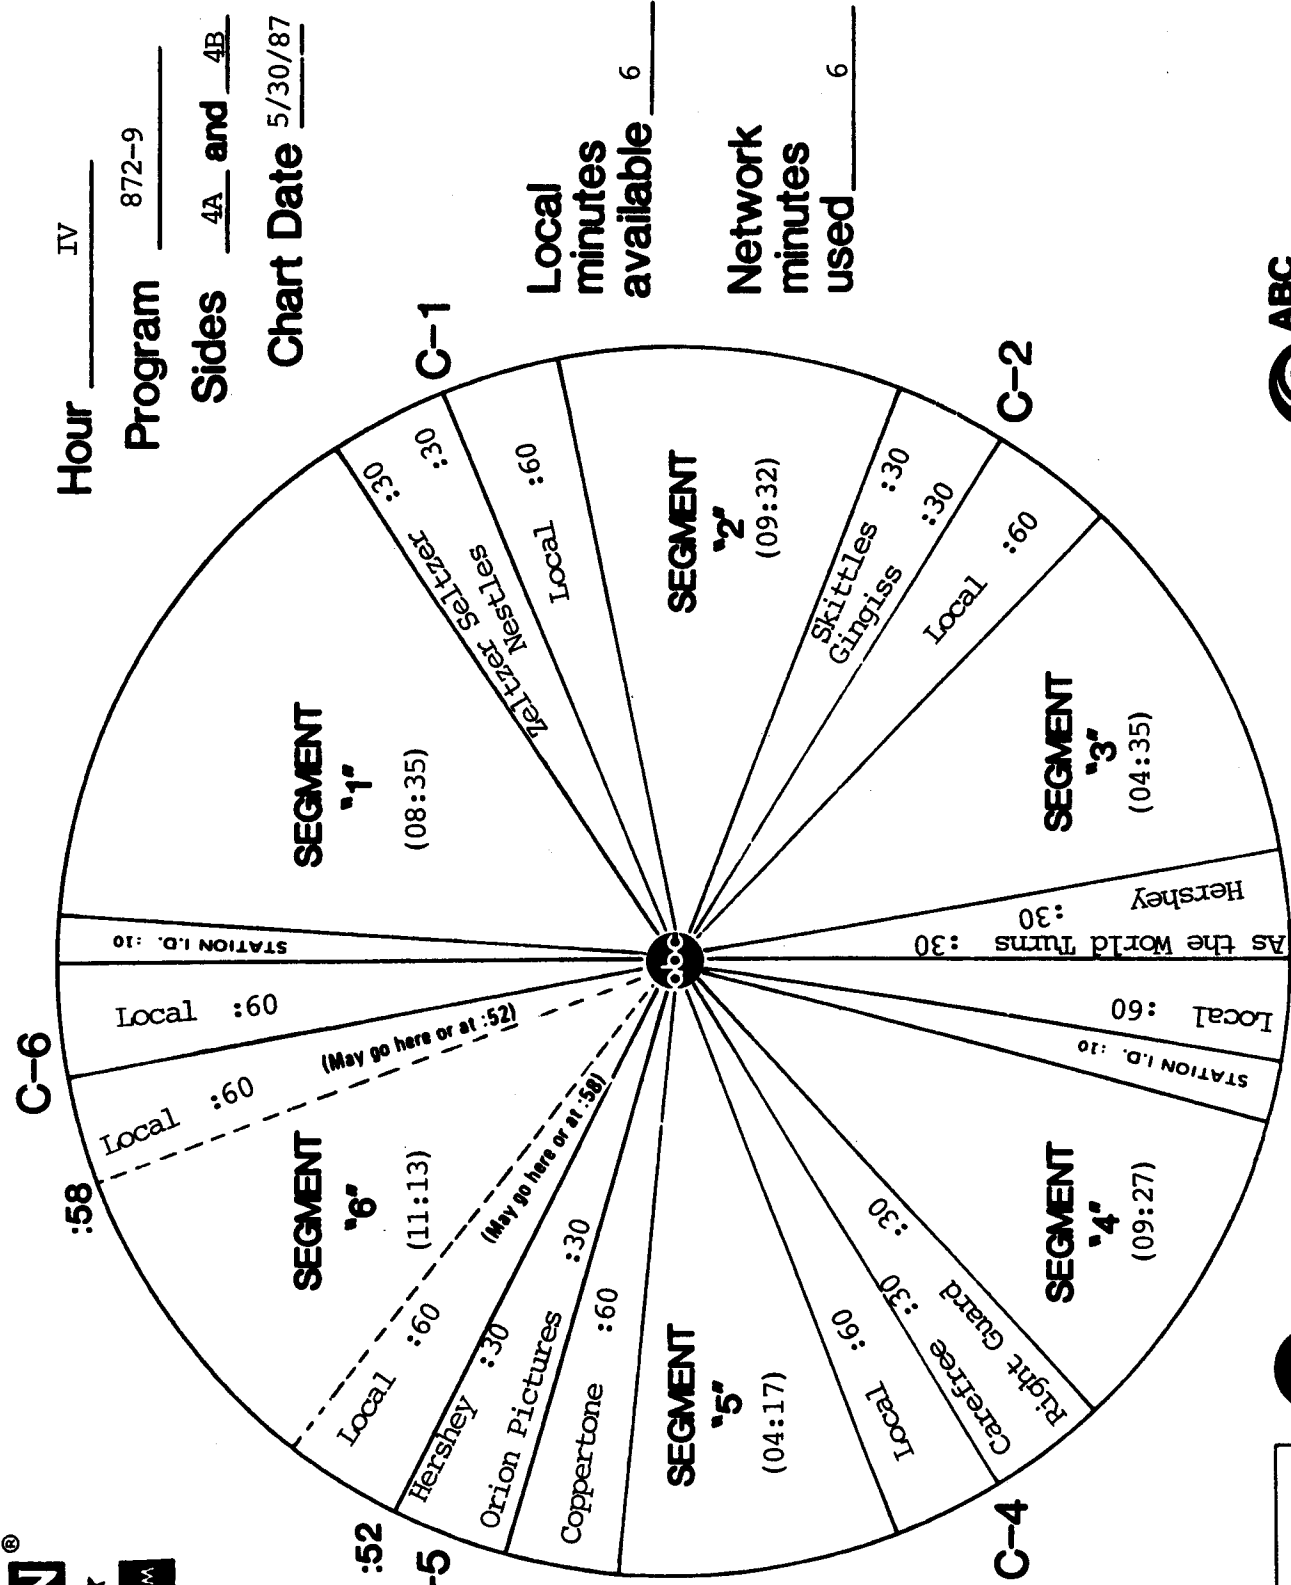 Hour IV
Program 872-9
Sides 4A and 4B
Chart Date 5/30/87
Local
minutes
available 6
Network
minutes
used 6
STATION I.D. :10
SEGMENT
"1"
(08:35)
Zeltzer Seltzer :30
Nestles :30
C-1
Local :60
SEGMENT
"2"
(09:32)
Skittles :30
Gingiss :30
C-2
Local :60
SEGMENT
"3"
(04:35)
Hershey :30
As the World Turns :30
Local :60
STATION I.D. :10
SEGMENT
"4"
(09:27)
Right Guard :30
Carefree :30
C-4
Local :60
SEGMENT
"5"
(04:17)
Coppertone :60
Orion Pictures :30
Hershey :30
-5
:52
Local :60
(May go here or at :58)
SEGMENT
"6"
(11:13)
:58
Local :60
(May go here or at :52)
C-6
Local :60
abc
ABC
N®